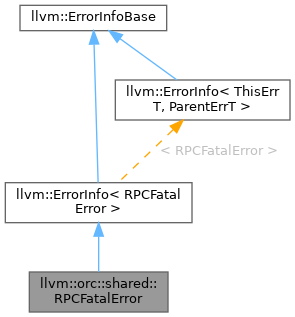 llvm::ErrorInfoBase
llvm::ErrorInfo< ThisErr
T, ParentErrT >
< RPCFatalError >
llvm::ErrorInfo< RPCFatal
Error >
llvm::orc::shared::
RPCFatalError